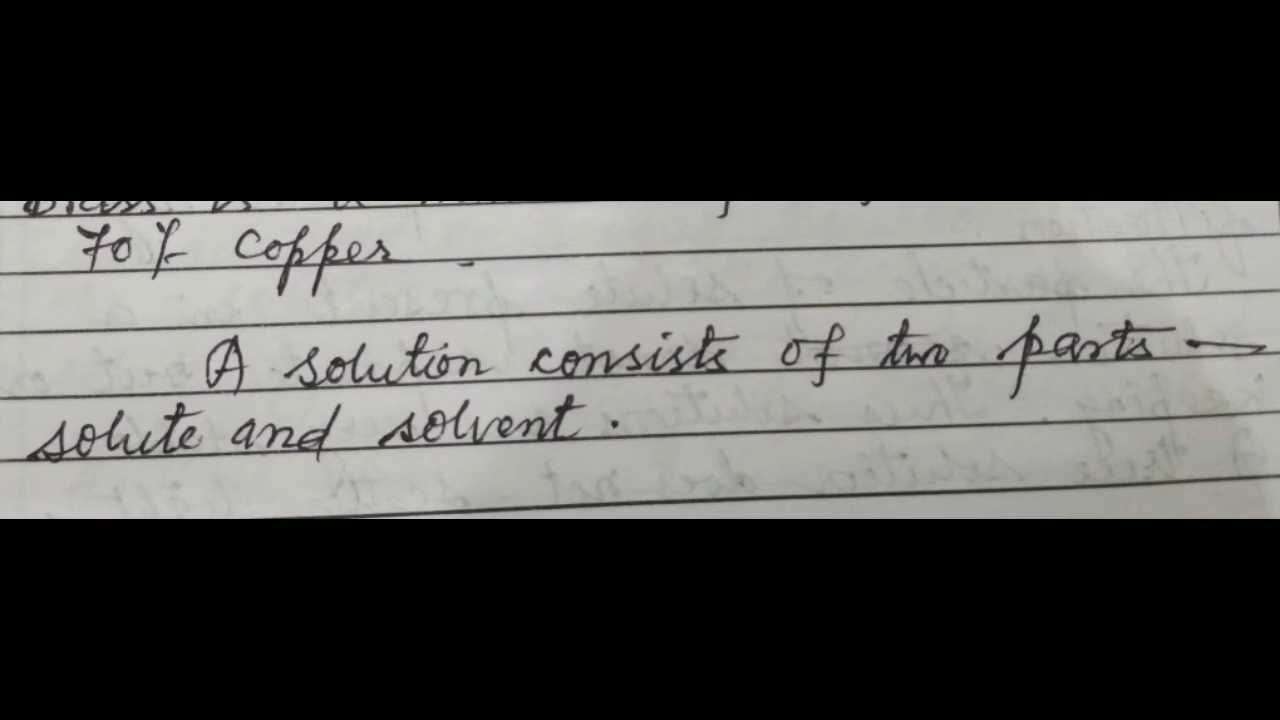 70% copper
A solution consists of two parts —
solute and solvent.